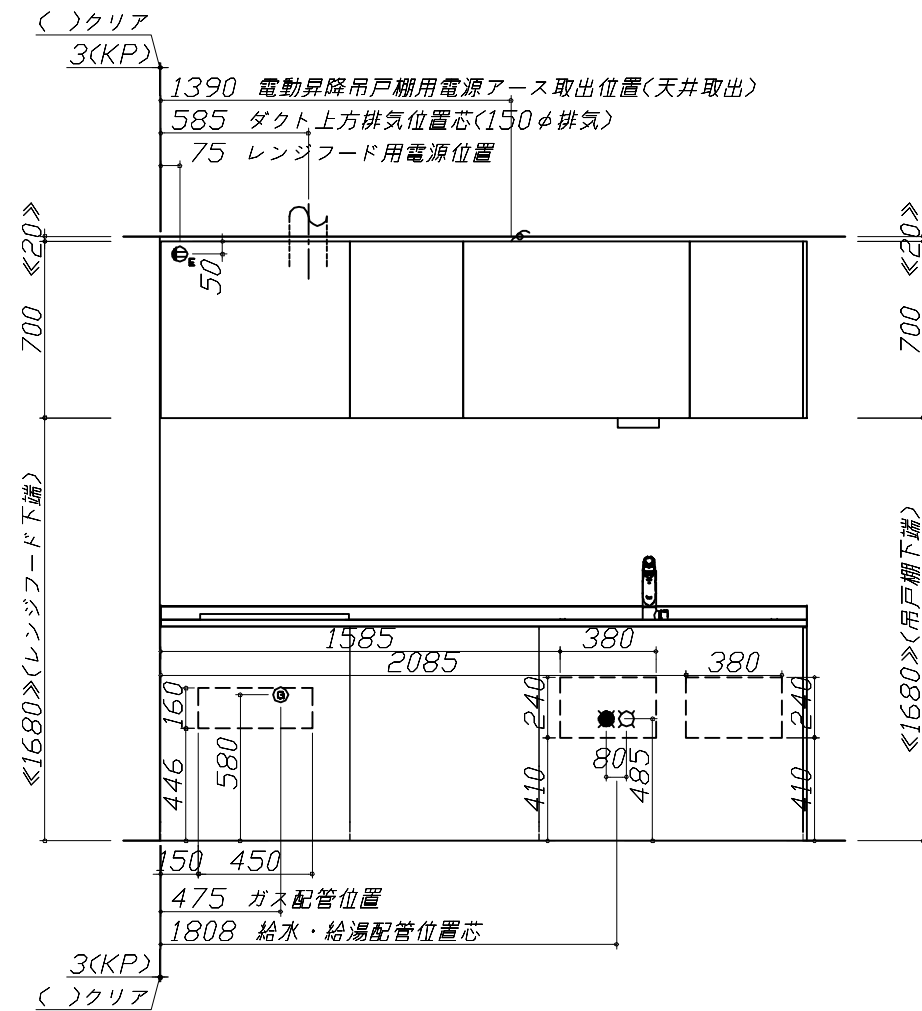 ( )クリア
3(KP)
1390 電動昇降吊戸棚用電源アース取出位置(天井取出)
585 ダクト上方排気位置芯(150φ排気)
75 レンジフード用電源位置
≪20≫
≪20≫
E
50
700
700
≪1680≫(レンジフード下端)
≪1680≫(吊戸棚下端)
1585
380
2085
380
160
G
240
240
580
446
80
485
410
410
150
450
475 ガス配管位置
1808 給水・給湯配管位置芯
3(KP)
( )クリア